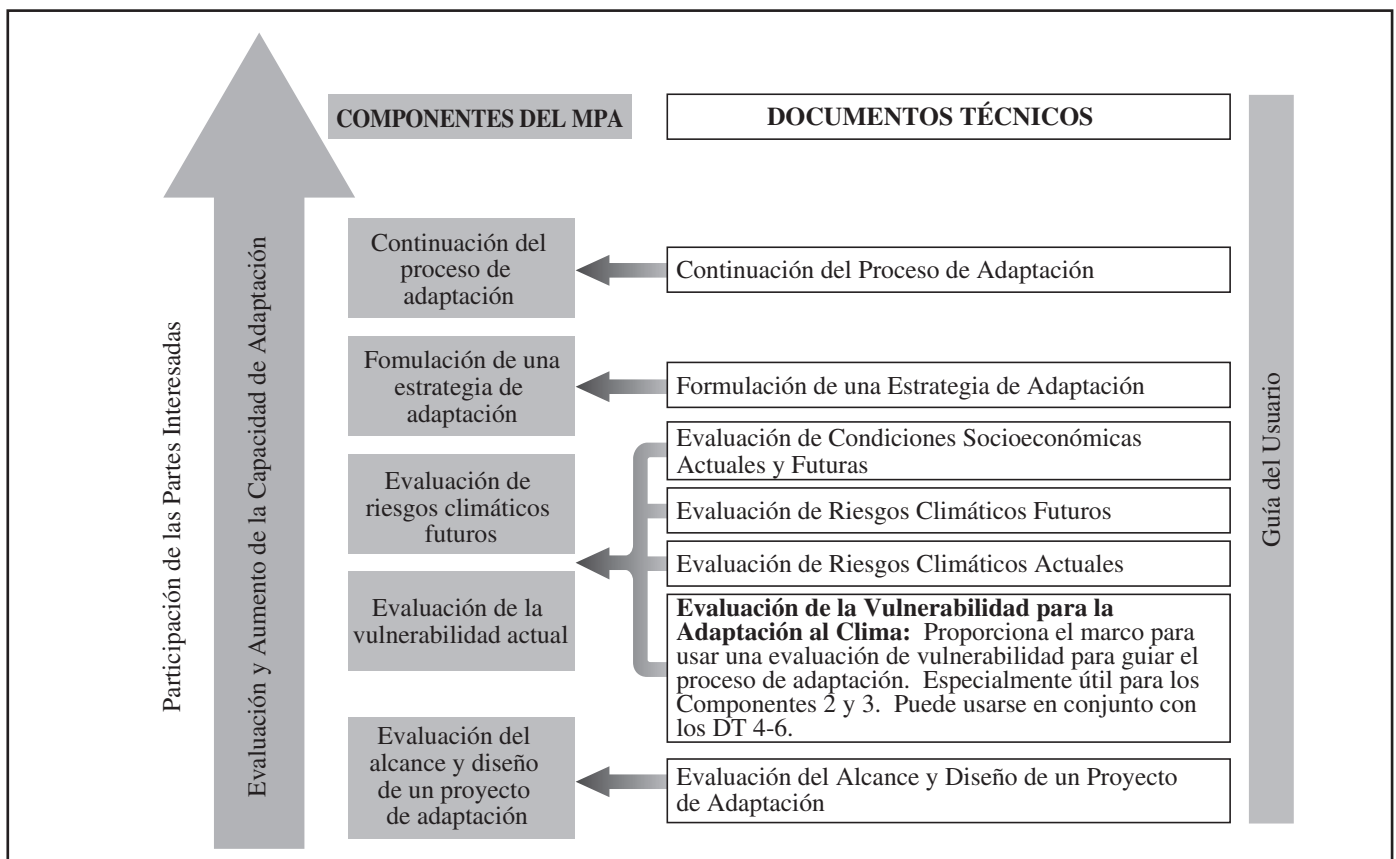 COMPONENTES DEL MPA
DOCUMENTOS TÉCNICOS
Participación de las Partes Interesadas
Evaluación y Aumento de la Capacidad de Adaptación
Continuación del
proceso de
adaptación
Continuación del Proceso de Adaptación
Fomulación de una
estrategia de
adaptación
Formulación de una Estrategia de Adaptación
Evaluación de
riesgos climáticos
futuros
Evaluación de la
vulnerabilidad actual
Evaluación de Condiciones Socioeconómicas
Actuales y Futuras
Evaluación de Riesgos Climáticos Futuros
Evaluación de Riesgos Climáticos Actuales
Evaluación de la Vulnerabilidad para la
Adaptación al Clima: Proporciona el marco para
usar una evaluación de vulnerabilidad para guiar el
proceso de adaptación. Especialmente útil para los
Componentes 2 y 3. Puede usarse en conjunto con
los DT 4-6.
Evaluación del
alcance y diseño
de un proyecto
de adaptación
Evaluación del Alcance y Diseño de un Proyecto
de Adaptación
Guía del Usuario